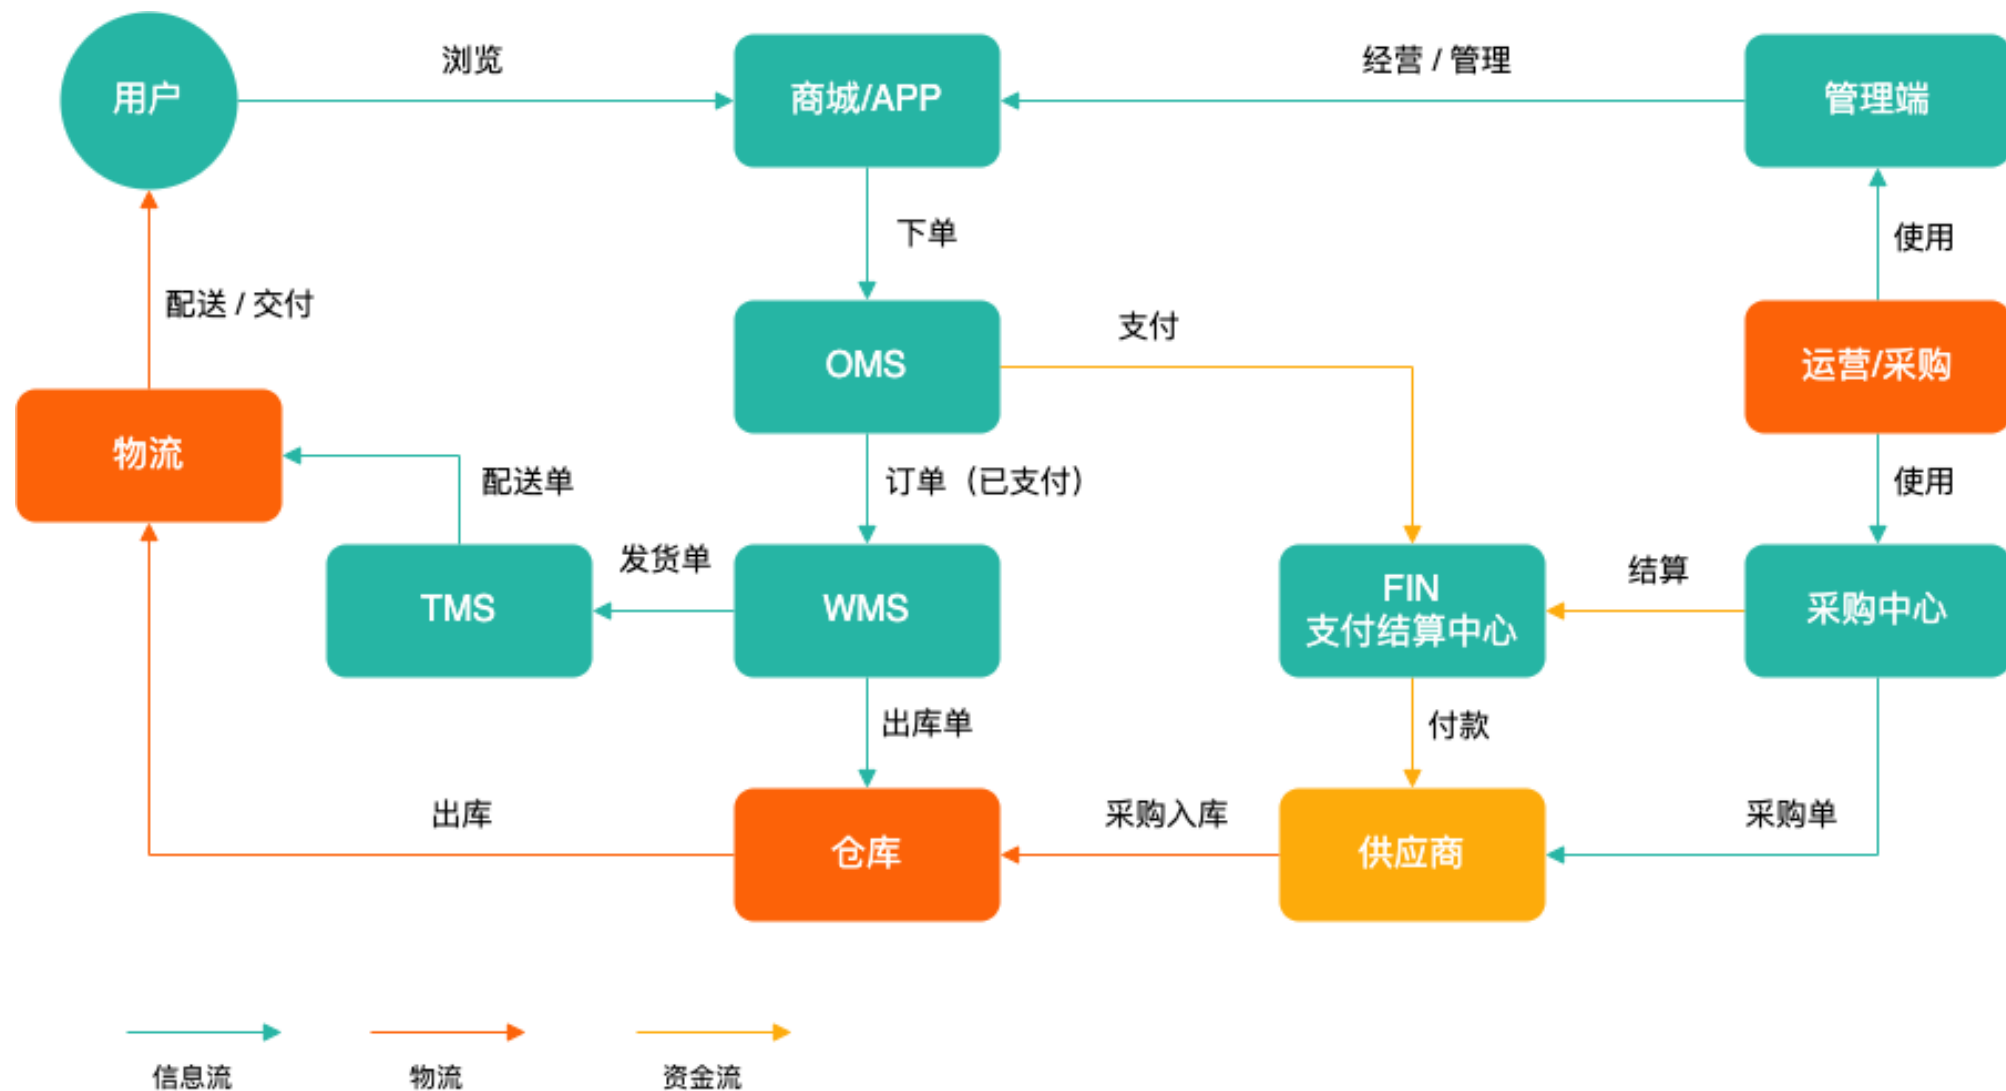 浏览
经营 / 管理
用户
商城/APP
管理端
下单
使用
配送 / 交付
支付
OMS
运营/采购
物流
配送单
订单（已支付）
使用
发货单
结算
TMS
WMS
FIN
支付结算中心
采购中心
出库单
付款
出库
采购入库
采购单
仓库
供应商
信息流
物流
资金流